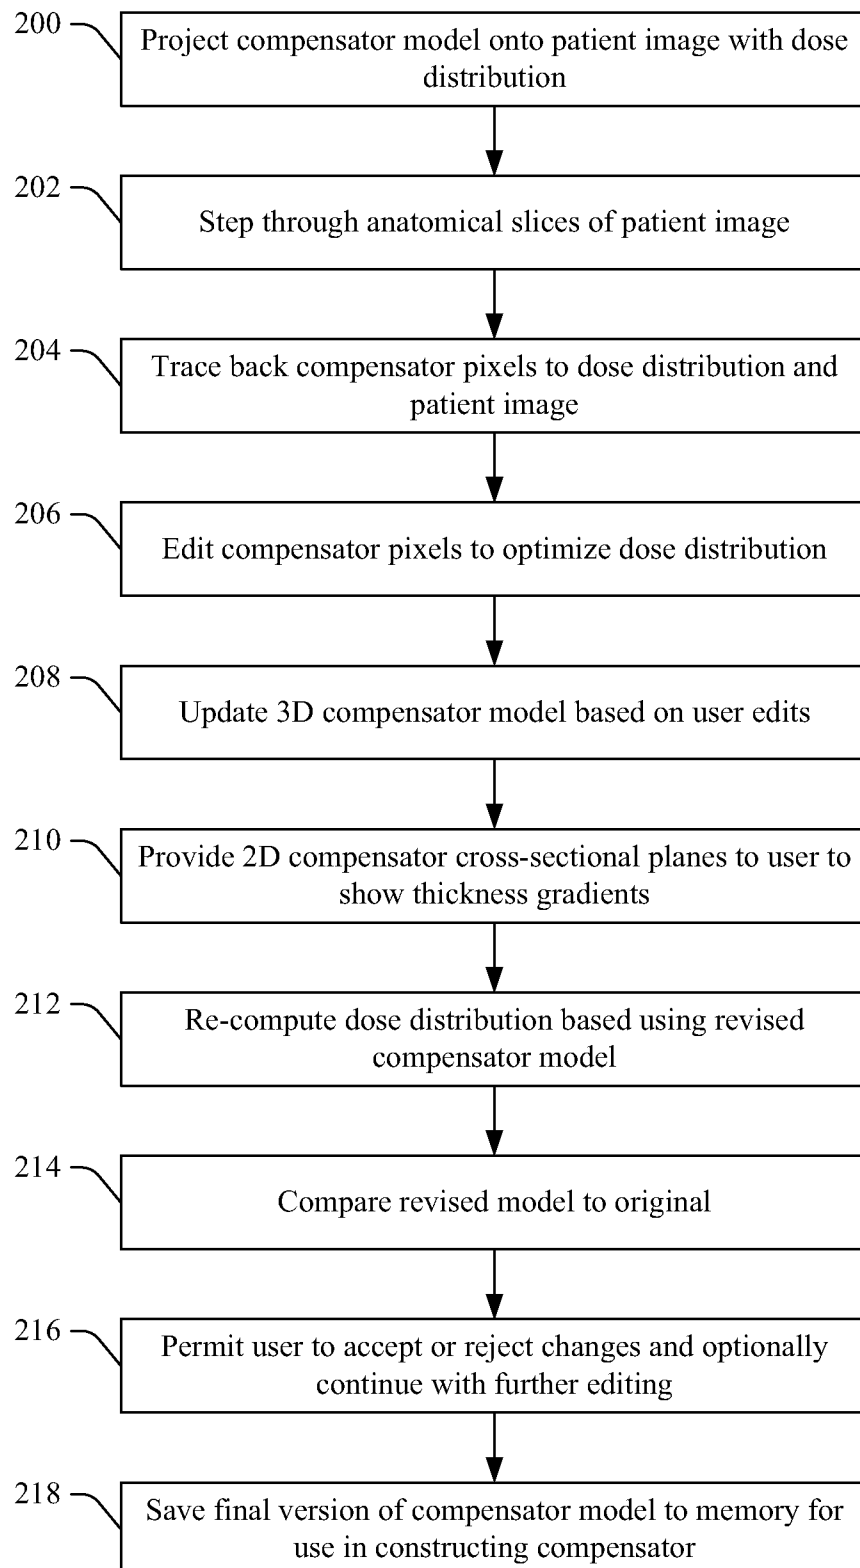 200
Project compensator model onto patient image with dose
distribution
202
Step through anatomical slices of patient image
204
Trace back compensator pixels to dose distribution and
patient image
206
Edit compensator pixels to optimize dose distribution
208
Update 3D compensator model based on user edits
210
Provide 2D compensator cross-sectional planes to user to
show thickness gradients
212
Re-compute dose distribution based using revised
compensator model
214
Compare revised model to original
216
Permit user to accept or reject changes and optionally
continue with further editing
218
Save final version of compensator model to memory for
use in constructing compensator